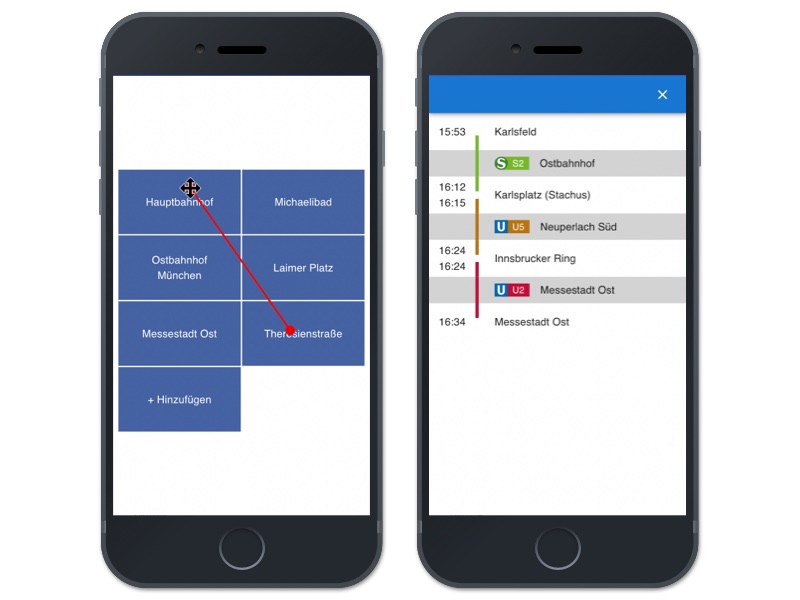 Hauptbahnhof
Michaelibad
Ostbahnhof
München
Laimer Platz
Messestadt Ost
Theresienstraße
+ Hinzufügen
15:53 Karlsfeld
S S2 Ostbahnhof
16:12
Karlsplatz (Stachus)
16:15
U U5 Neuperlach Süd
16:24
Innsbrucker Ring
16:24
U U2 Messestadt Ost
16:34 Messestadt Ost